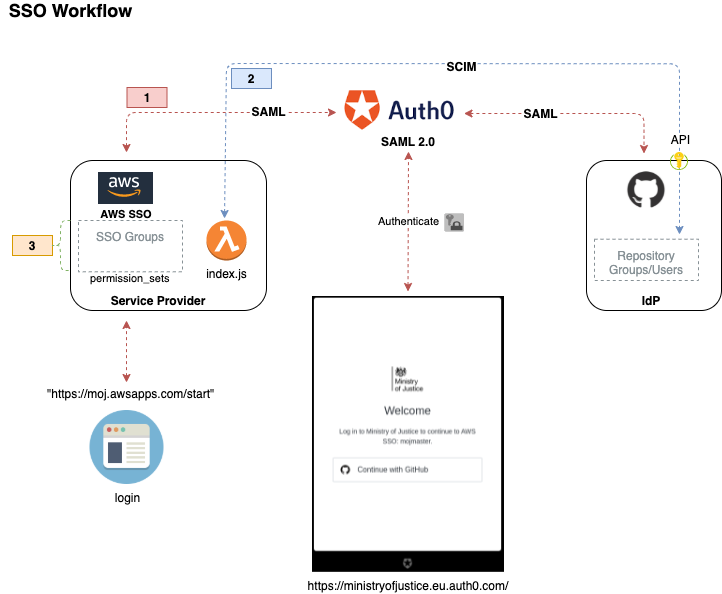 SSO Workflow
SCIM
2
1
SAML
Auth0
SAML
SAML 2.0
API
aws
AWS SSO
SSO Groups
3
index.js
permission_sets
Service Provider
Authenticate
Repository
Groups/Users
IdP
"https://moj.awsapps.com/start"
login
Ministry
of Justice
Welcome
Log in to Ministry of Justice to continue to AWS
SSO: mojmaster.
Continue with GitHub
https://ministryofjustice.eu.auth0.com/